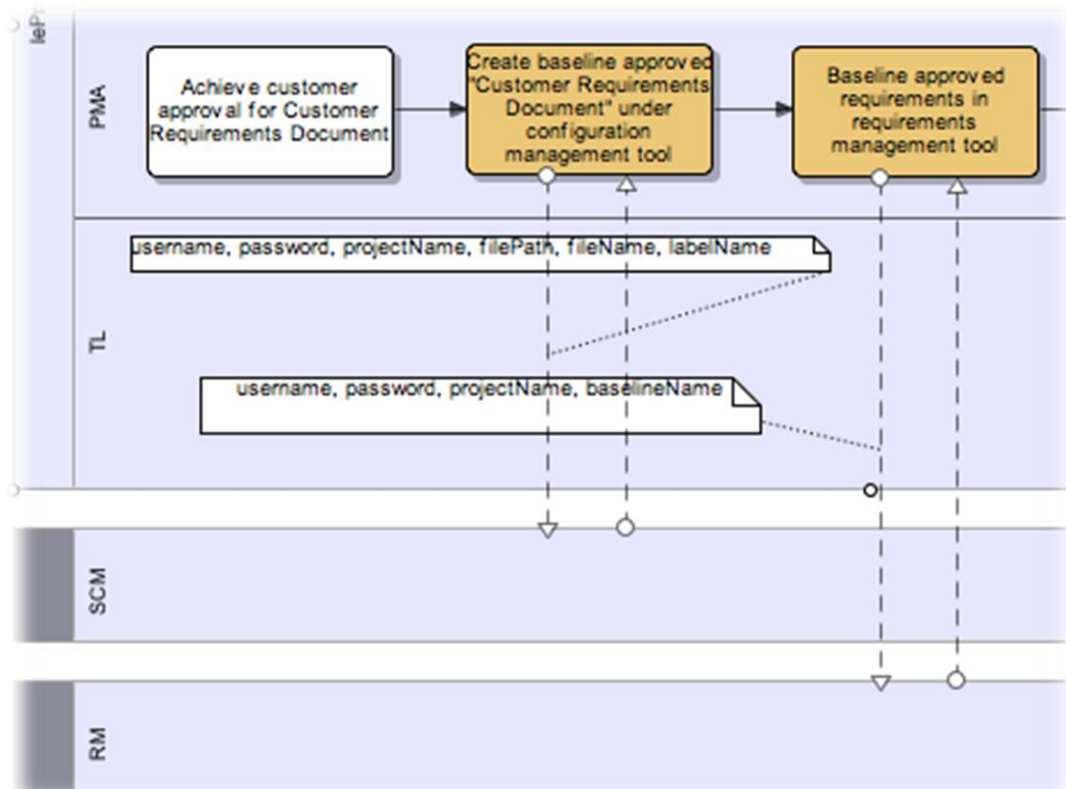 leP
PMA
Achieve customer
approval for Customer
Requirements Document
Create baseline approved
"Customer Requirements
Document" under
configuration
management tool
Baseline approved
requirements in
requirements
management tool
TL
username, password, projectName, filePath, fileName, labelName
username, password, projectName, baselineName
SCM
RM